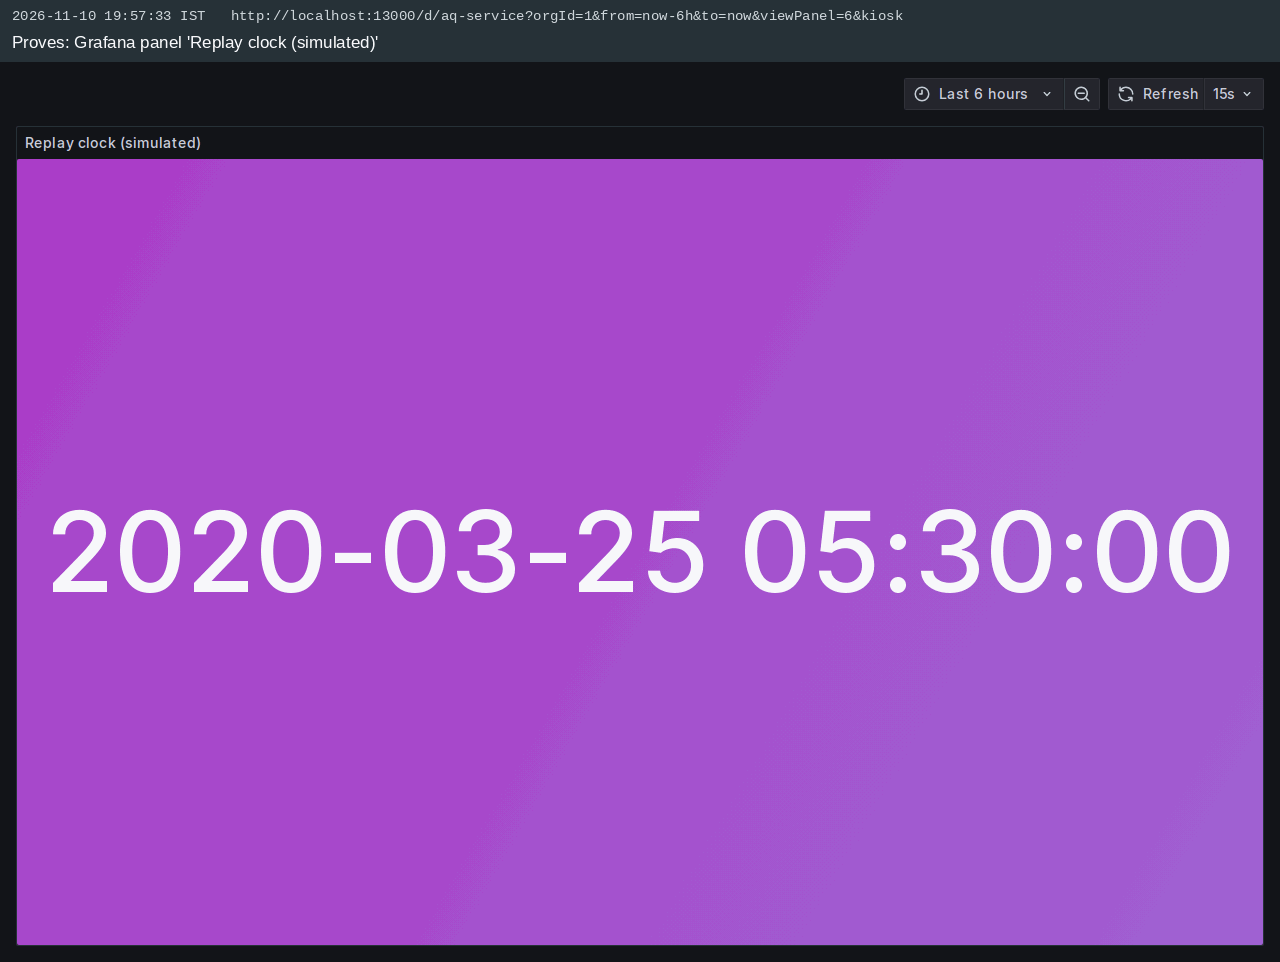 2026-11-10 19:57:33 IST http://localhost:13000/d/aq-service?orgId=1&from=now-6h&to=now&viewPanel=6&kiosk
Proves: Grafana panel 'Replay clock (simulated)'
Last 6 hours Refresh 15s
Replay clock (simulated)
2020-03-25 05:30:00